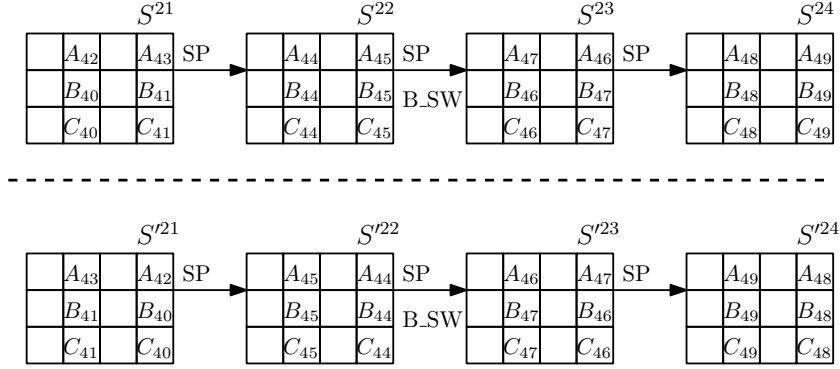 S^21 S^22 S^23 S^24
A_42 A_43 SP A_44 A_45 SP A_47 A_46 SP A_48 A_49
B_40 B_41 B_44 B_45 B_SW B_46 B_47 B_48 B_49
C_40 C_41 C_44 C_45 C_46 C_47 C_48 C_49
S'^21 S'^22 S'^23 S'^24
A_43 A_42 SP A_45 A_44 SP A_46 A_47 SP A_49 A_48
B_41 B_40 B_45 B_44 B_SW B_47 B_46 B_49 B_48
C_41 C_40 C_45 C_44 C_47 C_46 C_49 C_48